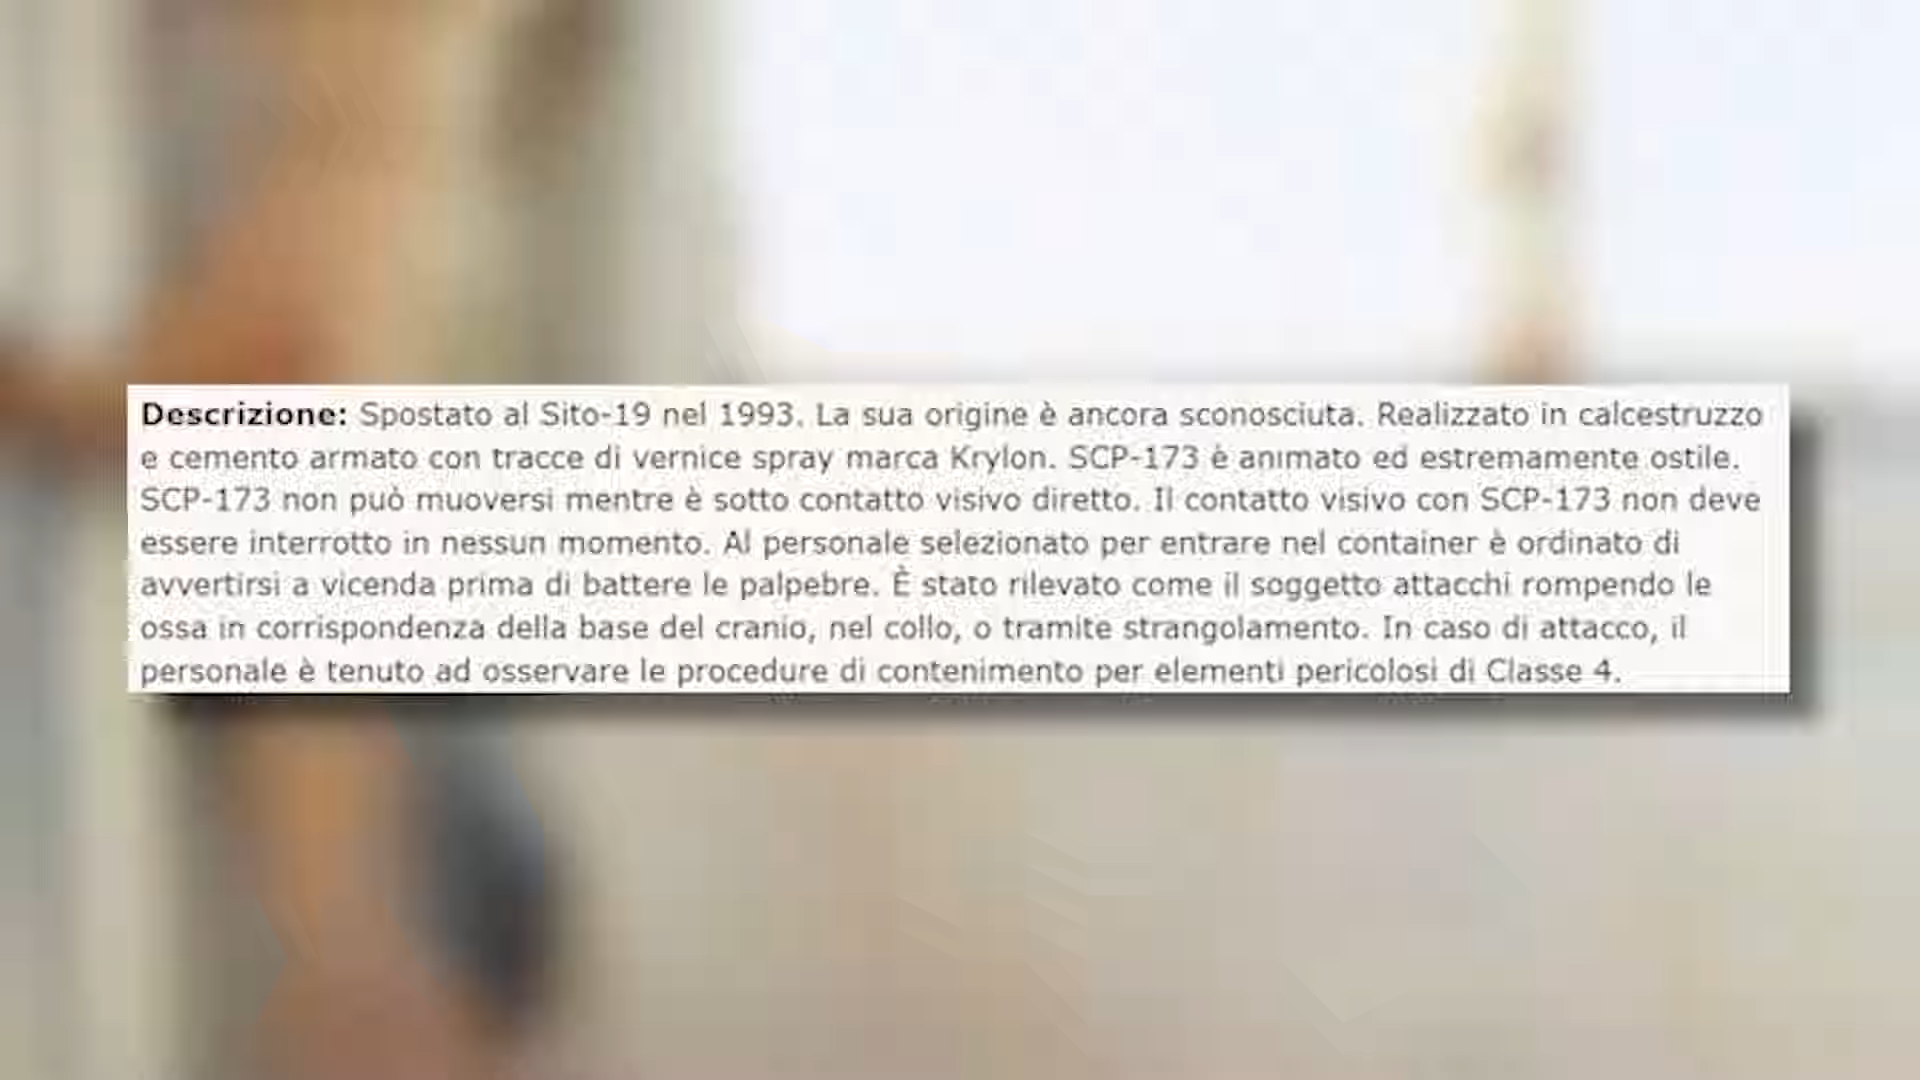 Descrizione: Spostato al Sito-19 nel 1993. La sua origine è ancora sconosciuta. Realizzato in calcestruzzo
e cemento armato con tracce di vernice spray marca Krylon. SCP-173 è animato ed estremamente ostile.
SCP-173 non può muoversi mentre è sotto contatto visivo diretto. Il contatto visivo con SCP-173 non deve
essere interrotto in nessun momento. Al personale selezionato per entrare nel container è ordinato di
avvertirsi a vicenda prima di battere le palpebre. È stato rilevato come il soggetto attacchi rompendo le
ossa in corrispondenza della base del cranio, nel collo, o tramite strangolamento. In caso di attacco, il
personale è tenuto ad osservare le procedure di contenimento per elementi pericolosi di Classe 4.